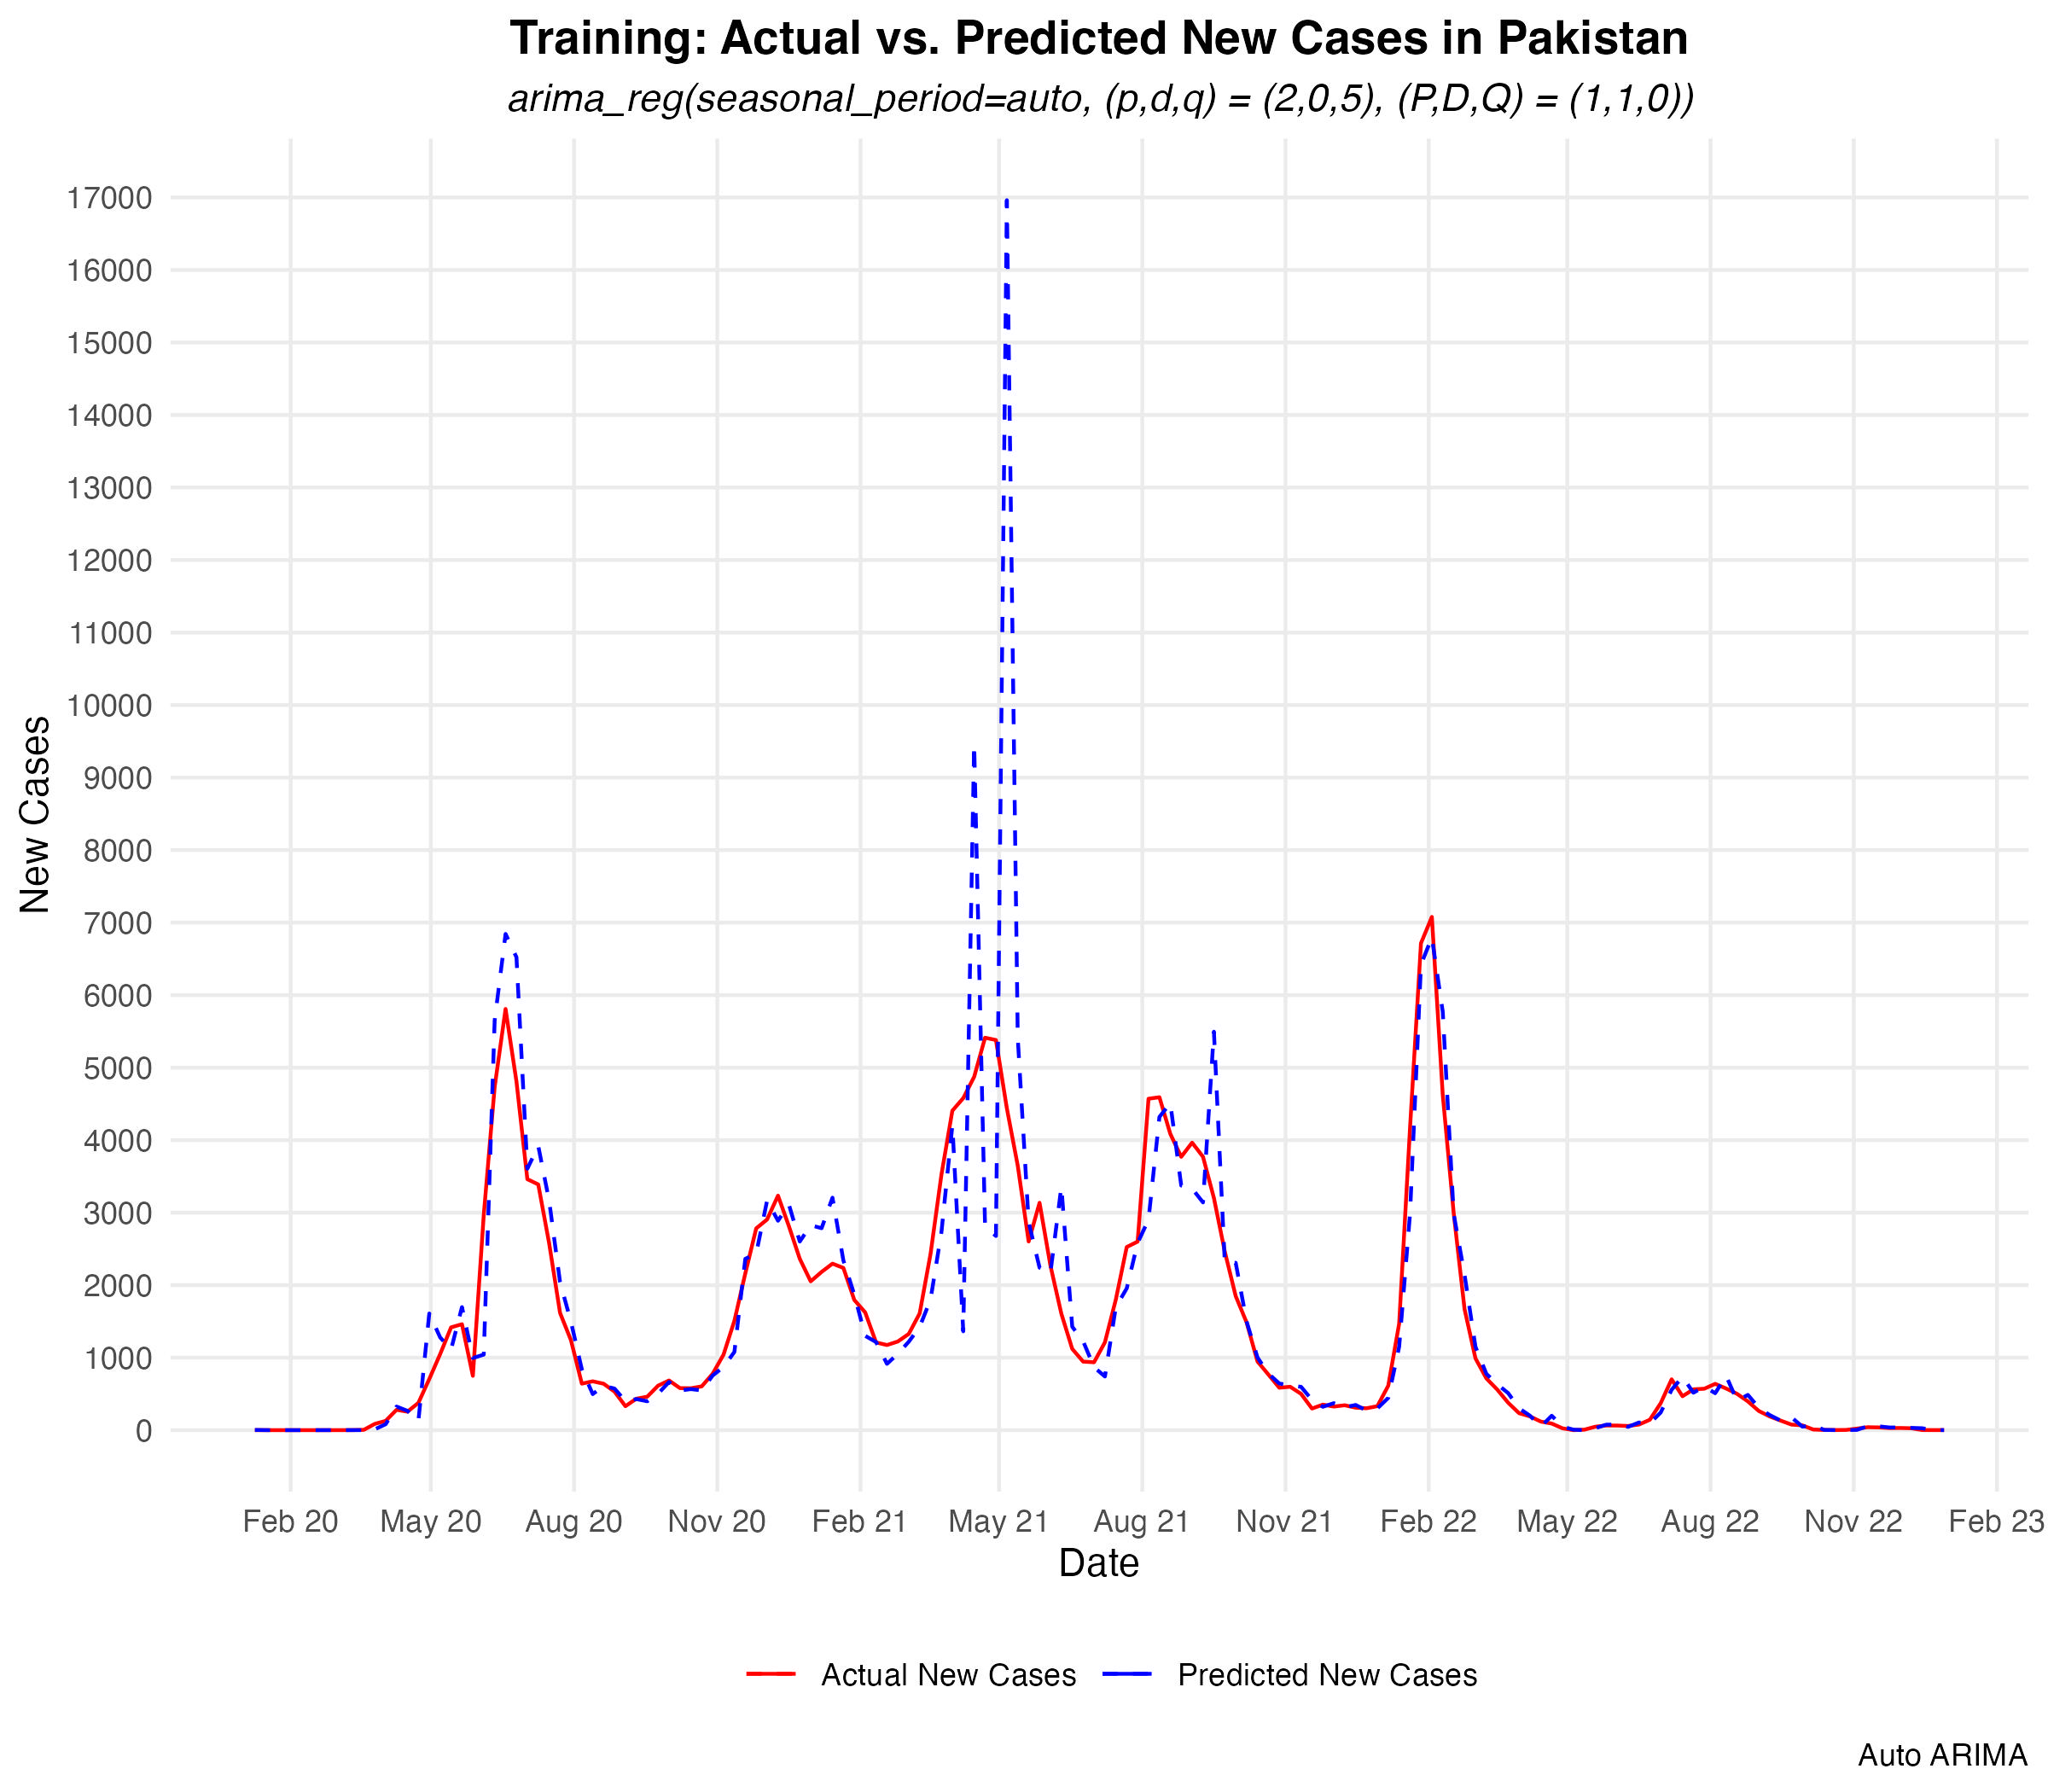 Training: Actual vs. Predicted New Cases in Pakistan
arima_reg(seasonal_period=auto, (p,d,q) = (2,0,5), (P,D,Q) = (1,1,0))
New Cases
17000
16000
15000
14000
13000
12000
11000
10000
9000
8000
7000
6000
5000
4000
3000
2000
1000
0
Feb 20 May 20 Aug 20 Nov 20 Feb 21 May 21 Aug 21 Nov 21 Feb 22 May 22 Aug 22 Nov 22 Feb 23
Date
Actual New Cases Predicted New Cases
Auto ARIMA